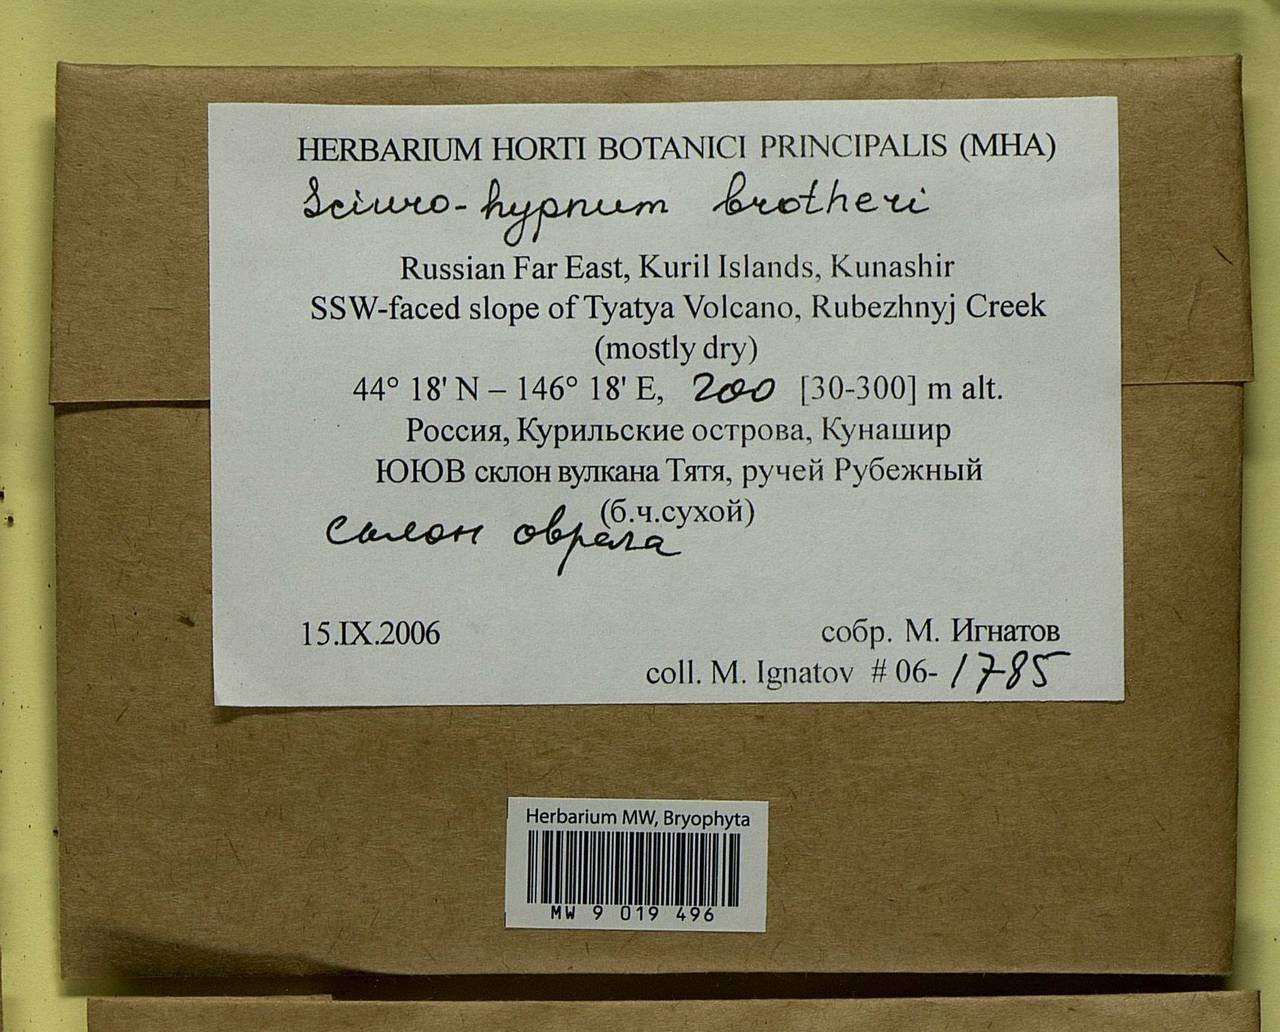 HERBARIUM HORTI BOTANICI PRINCIPALIS (MHA)
Sciuro-hypnum brotheri
Russian Far East, Kuril Islands, Kunashir
SSW-faced slope of Tyatya Volcano, Rubezhnyj Creek
(mostly dry)
44° 18' N – 146° 18' E, 200 [30-300] m alt.
Россия, Курильские острова, Кунашир
ЮЮВ склон вулкана Тятя, ручей Рубежный
(б.ч.сухой)
склон оврага
15.IX.2006
собр. М. Игнатов
coll. M. Ignatov # 06-1785
Herbarium MW, Bryophyta
MW 9 019 496